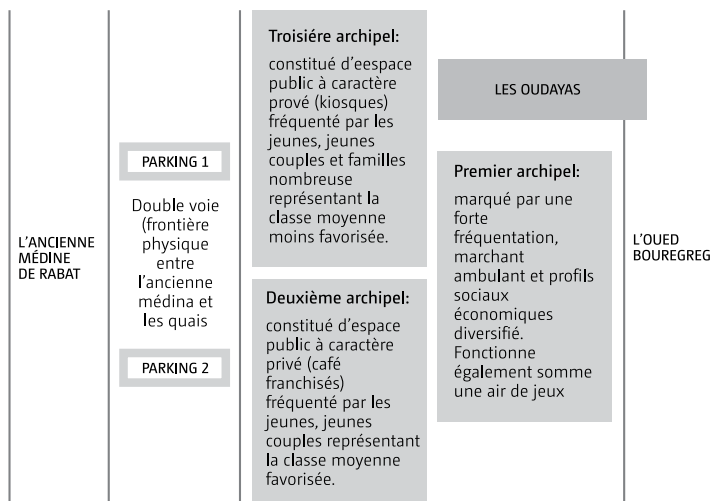 L'ANCIENNE
MÉDINE
DE RABAT
PARKING 1
Double voie
(frontière
physique
entre
l'ancienne
médina et
les quais
PARKING 2
Troisiére archipel:
constitué d'eespace
public à caractère
prové (kiosques)
fréquenté par les
jeunes, jeunes
couples et familles
nombreuse
représentant la
classe moyenne
moins favorisée.
Deuxième archipel:
constitué d'espace
public à caractère
privé (café
franchisés)
fréquenté par les
jeunes, jeunes
couples représentant
la classe moyenne
favorisée.
LES OUDAYAS
Premier archipel:
marqué par une
forte
fréquentation,
marchant
ambulant et profils
sociaux
économiques
diversifié.
Fonctionne
également somme
une air de jeux
L'OUED
BOUREGREG